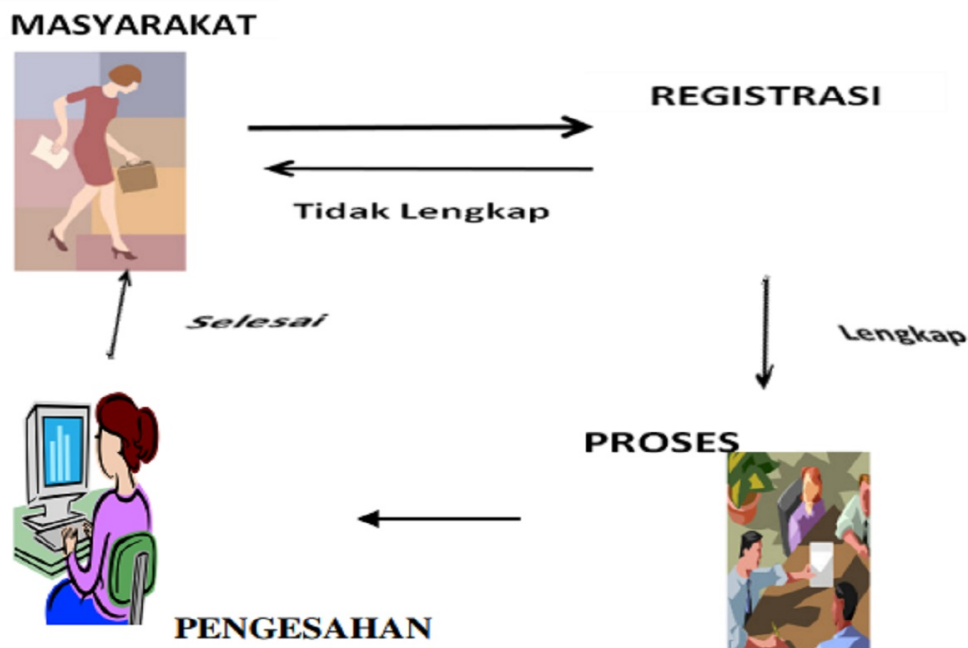 MASYARAKAT
REGISTRASI
Tidak Lengkap
Selesai
Lengkap
PROSES
PENGESAHAN